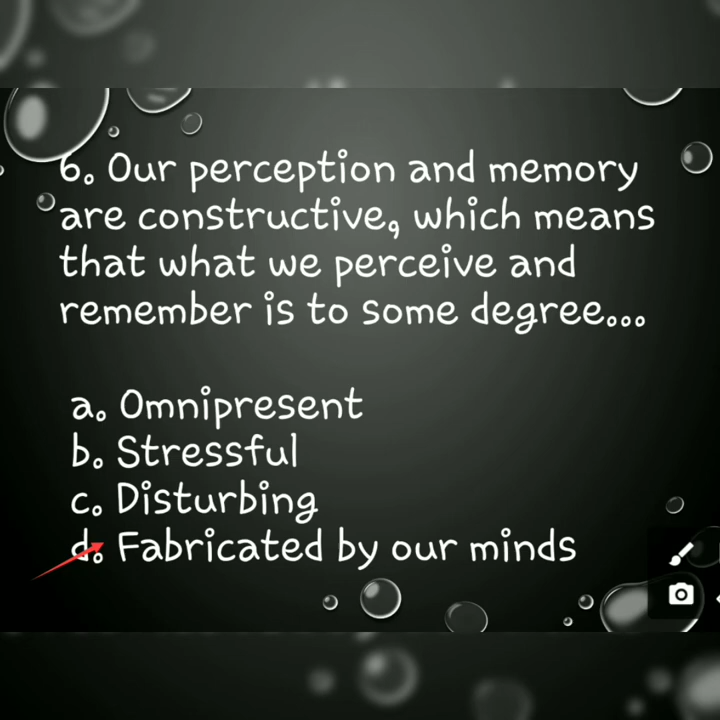 6. Our perception and memory
are constructive, which means
that what we perceive and
remember is to some degree...
a. Omnipresent
b. Stressful
c. Disturbing
d. Fabricated by our minds